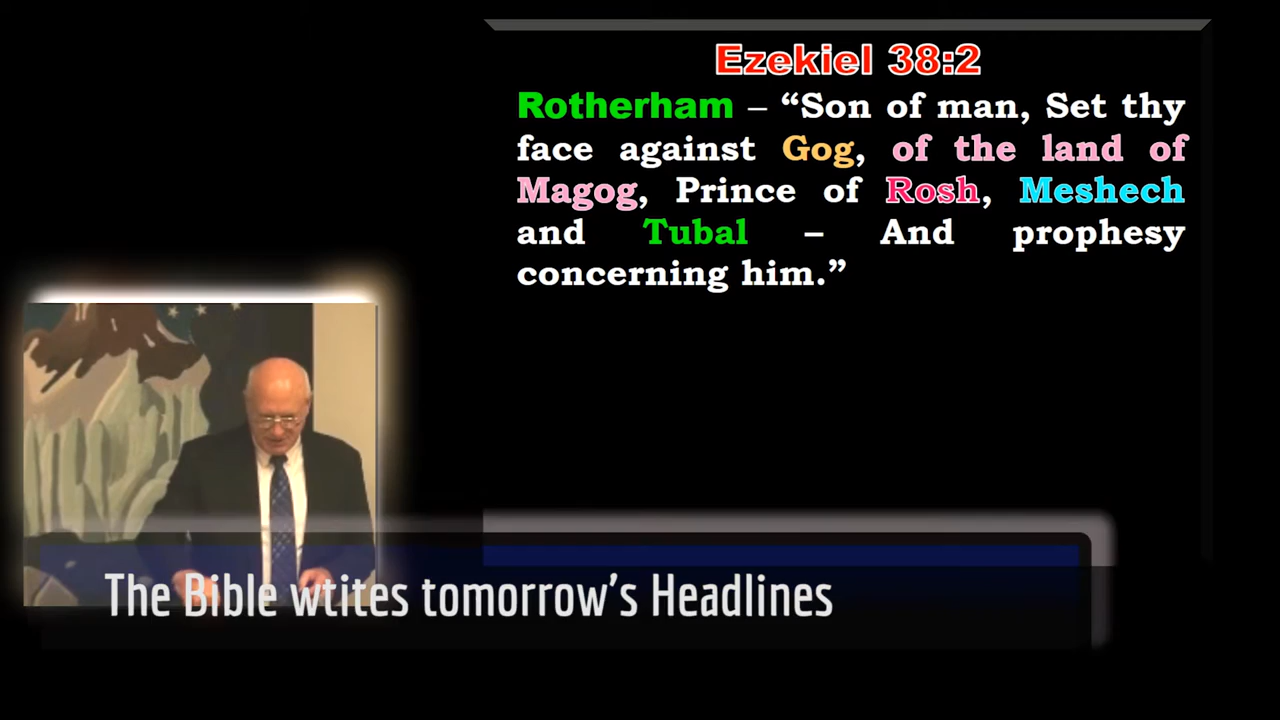 Ezekiel 38:2
Rotherham – “Son of man, Set thy
face against Gog, of the land of
Magog, Prince of Rosh, Meshech
and Tubal – And prophesy
concerning him.”
The Bible wtites tomorrow’s Headlines